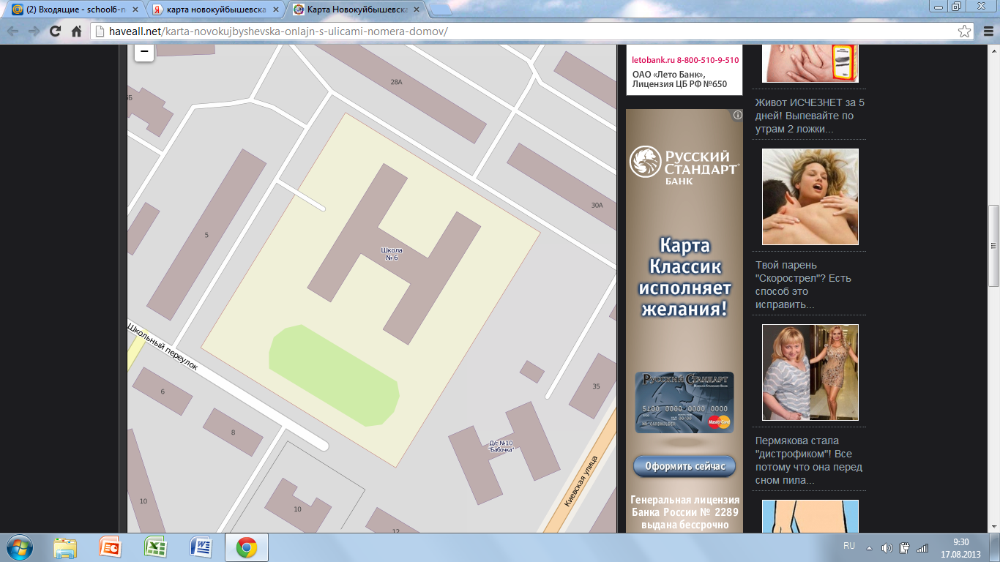 (2) Входящие - school6-n
карта новокуйбышевска
Карта Новокуйбышевска
haveall.net/karta-novokujbyshevska-onlajn-s-ulicami-nomera-domov/
−
28А
30А
5
Школа
№ 6
Школьный переулок
6
8
10
10
12
35
Д/с №10
"Бабочка"
Киевская улица
letobank.ru 8-800-510-9-510
ОАО «Лето Банк»,
Лицензия ЦБ РФ №650
Русский
Стандарт
БАНК
Карта
Классик
исполняет
желания!
Русский Стандарт
RUSSIAN STANDARD BANK
5100 0000 0000 0000
MR CARDHOLDER
MasterCard
Оформить сейчас
Генеральная лицензия
Банка России № 2289
выдана бессрочно
Живот ИСЧЕЗНЕТ за 5
дней! Выпевайте по
утрам 2 ложки...
Твой парень
"Скорострел"? Есть
способ это
исправить...
Пермякова стала
"дистрофиком"! Все
потому что она перед
сном пила...
RU
9:30
17.08.2013